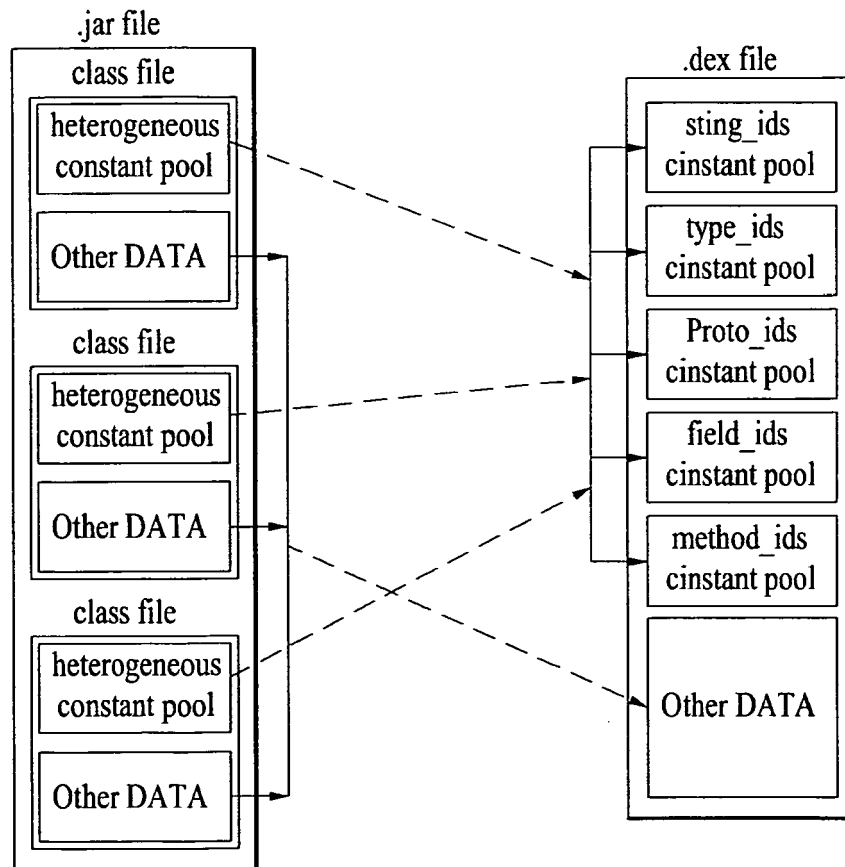 .jar file
class file
heterogeneous
constant pool
Other DATA
class file
heterogeneous
constant pool
Other DATA
class file
heterogeneous
constant pool
Other DATA
.dex file
sting_ids
cinstant pool
type_ids
cinstant pool
Proto_ids
cinstant pool
field_ids
cinstant pool
method_ids
cinstant pool
Other DATA